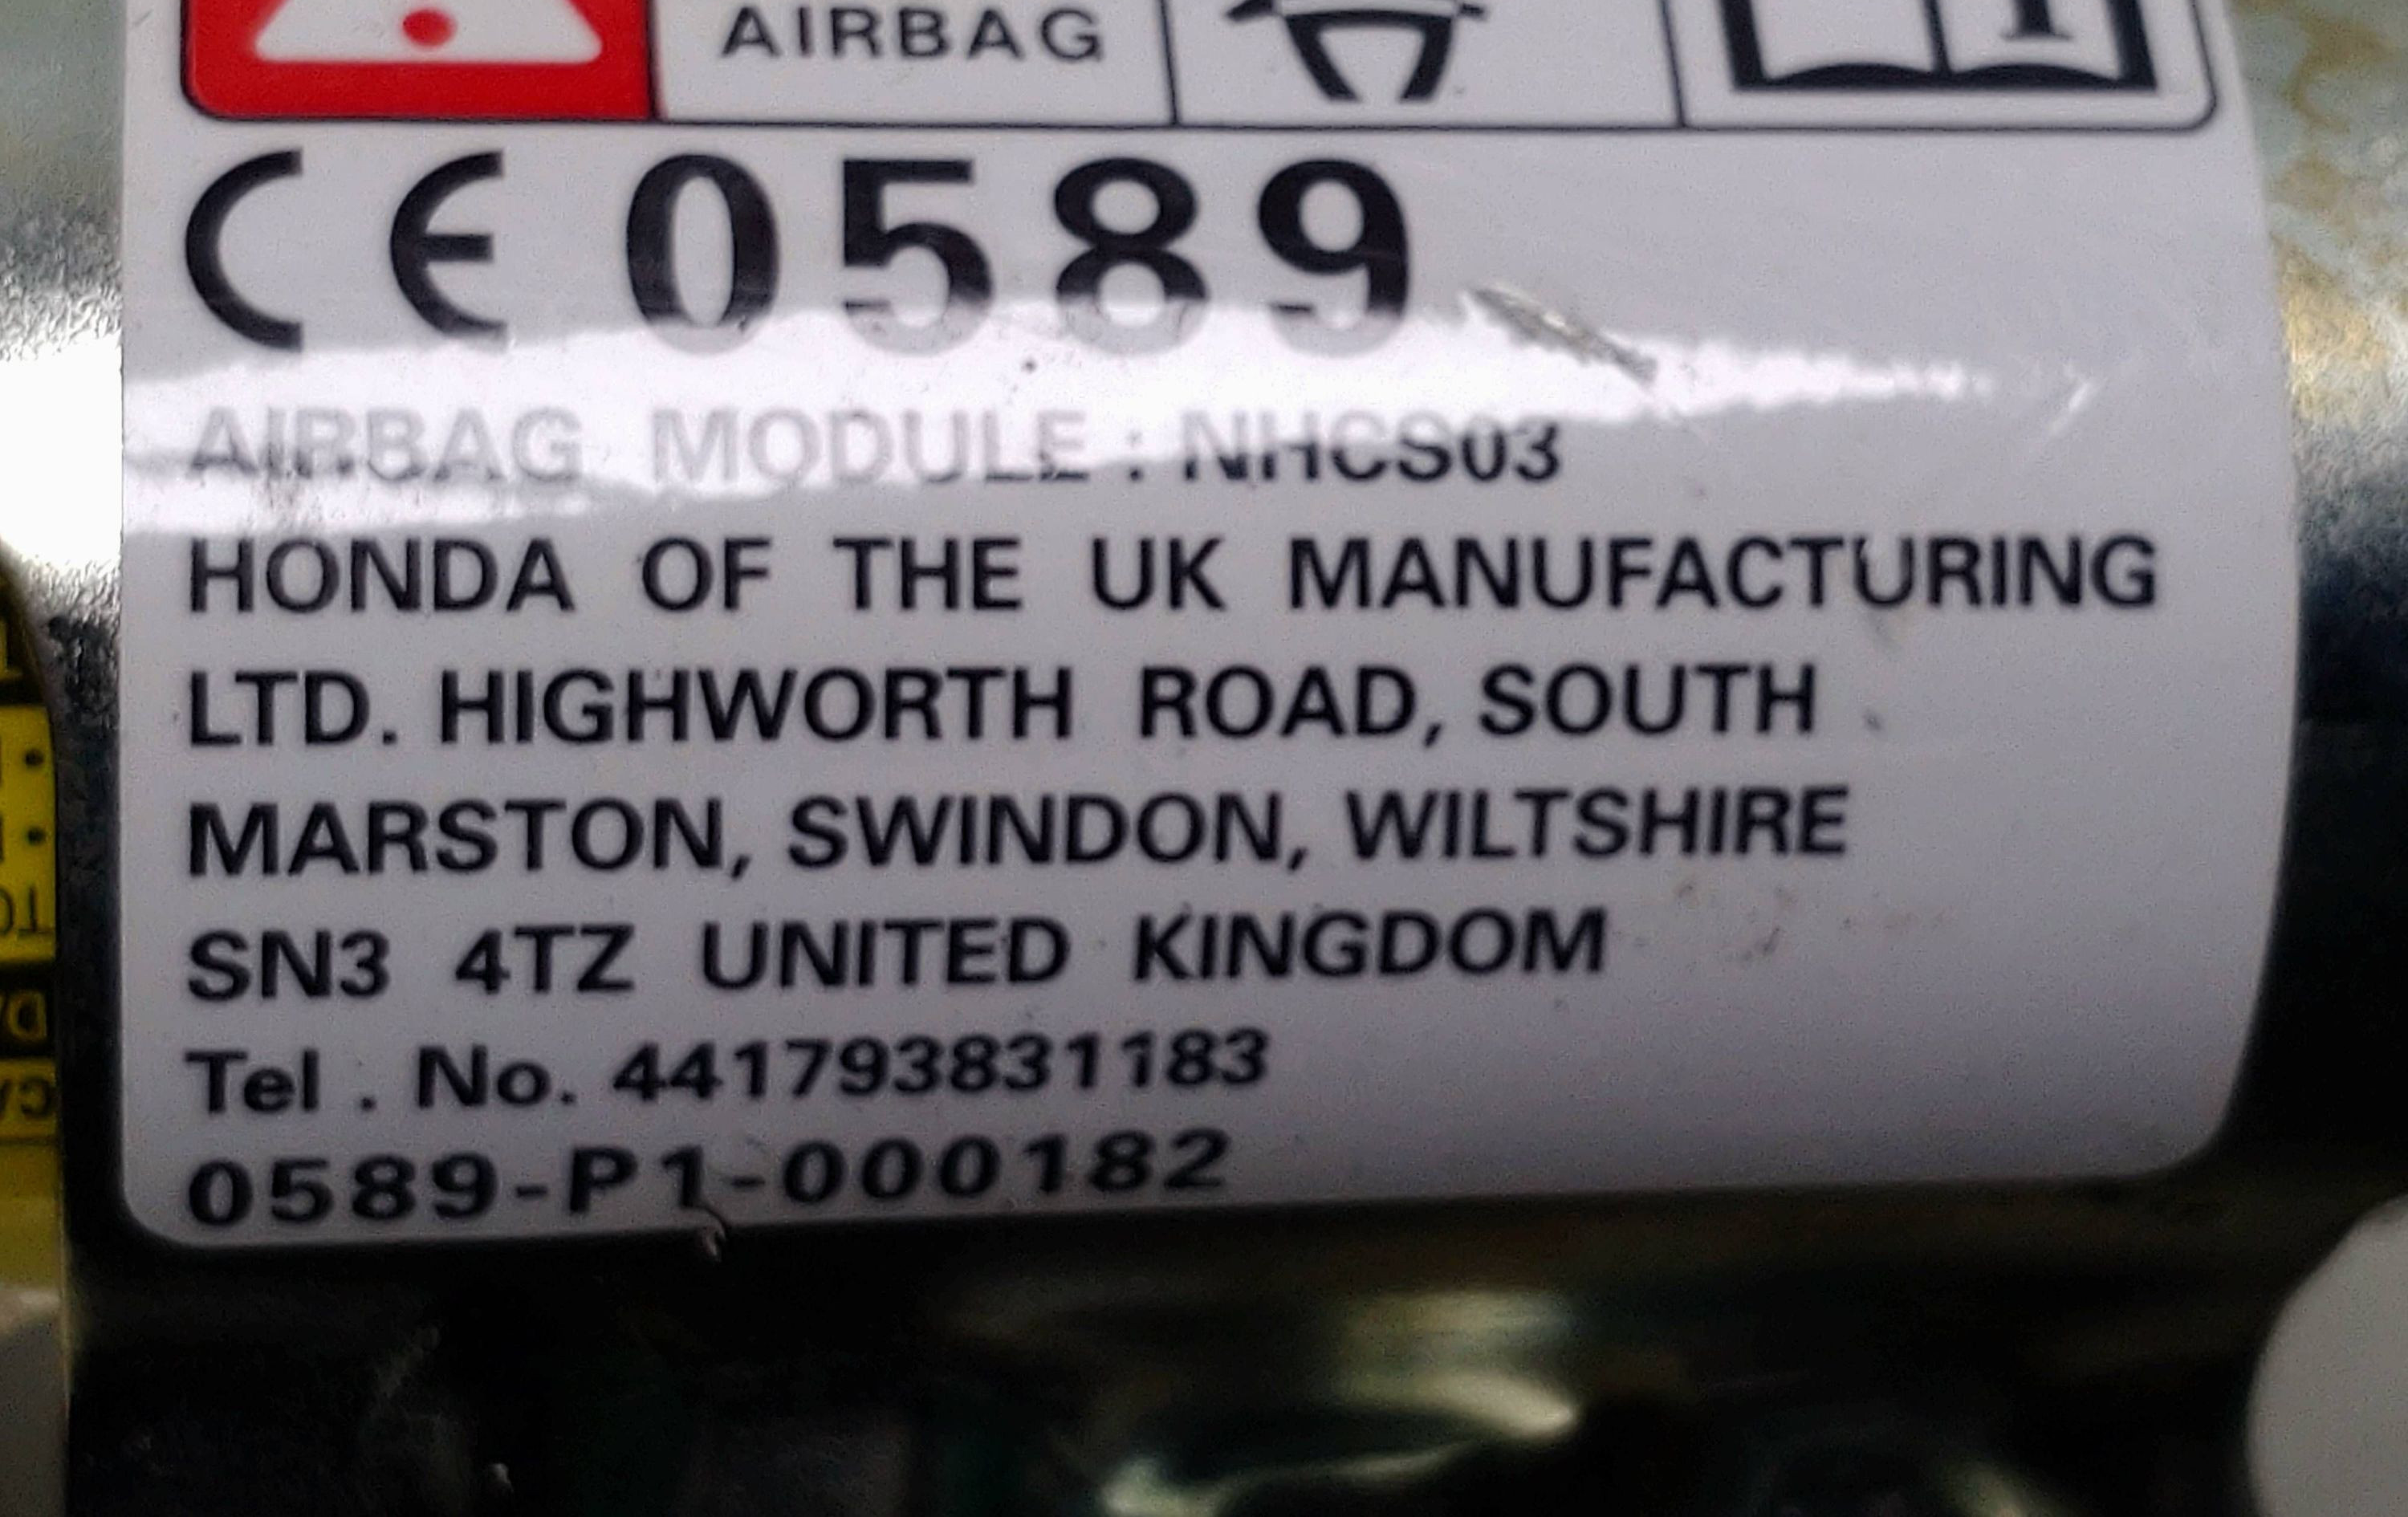 AIRBAG
CE 0589
AIRBAG MODULE : NHCS03
HONDA OF THE UK MANUFACTURING
LTD. HIGHWORTH ROAD, SOUTH
MARSTON, SWINDON, WILTSHIRE
SN3 4TZ UNITED KINGDOM
Tel . No. 441793831183
0589-P1-000182